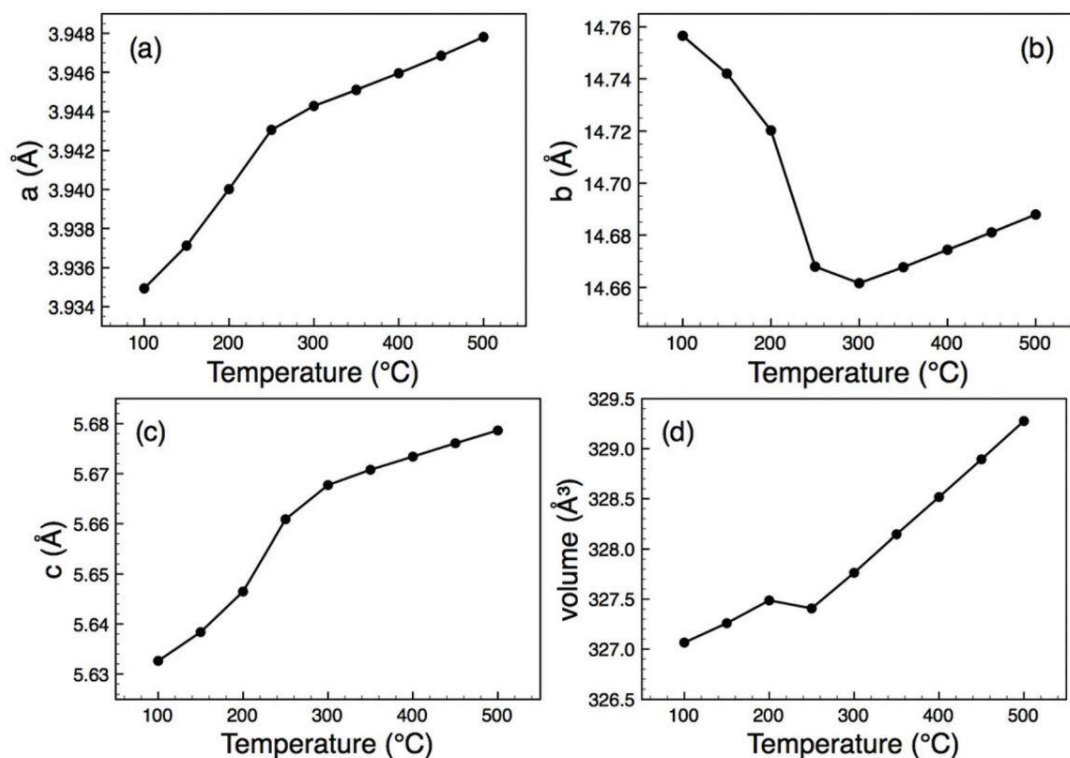 (a)
a (Å)
3.948
3.946
3.944
3.942
3.940
3.938
3.936
3.934
100 200 300 400 500
Temperature (°C)
(b)
b (Å)
14.76
14.74
14.72
14.70
14.68
14.66
100 200 300 400 500
Temperature (°C)
(c)
c (Å)
5.68
5.67
5.66
5.65
5.64
5.63
100 200 300 400 500
Temperature (°C)
(d)
volume (Å³)
329.5
329.0
328.5
328.0
327.5
327.0
326.5
100 200 300 400 500
Temperature (°C)